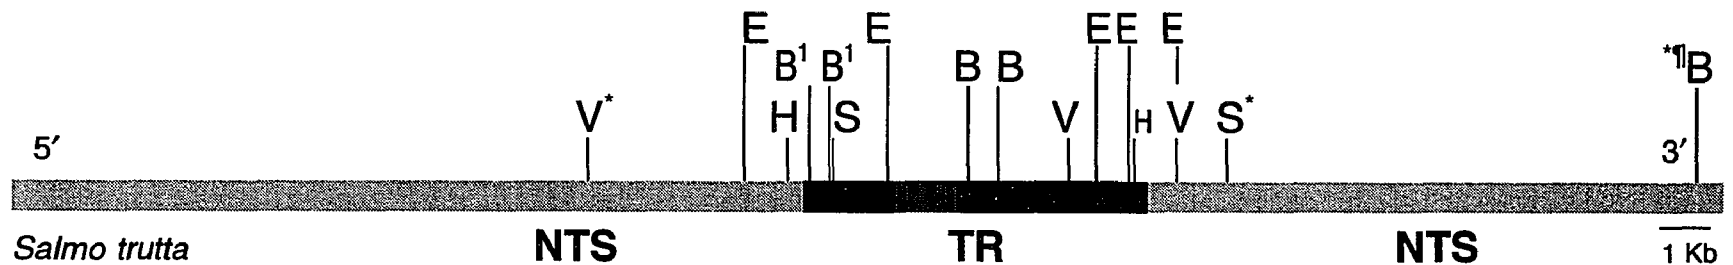 E E E E E
B¹ B¹ B B *¶B
V* H S V H V S*
5′ 3′
Salmo trutta NTS TR NTS 1 Kb